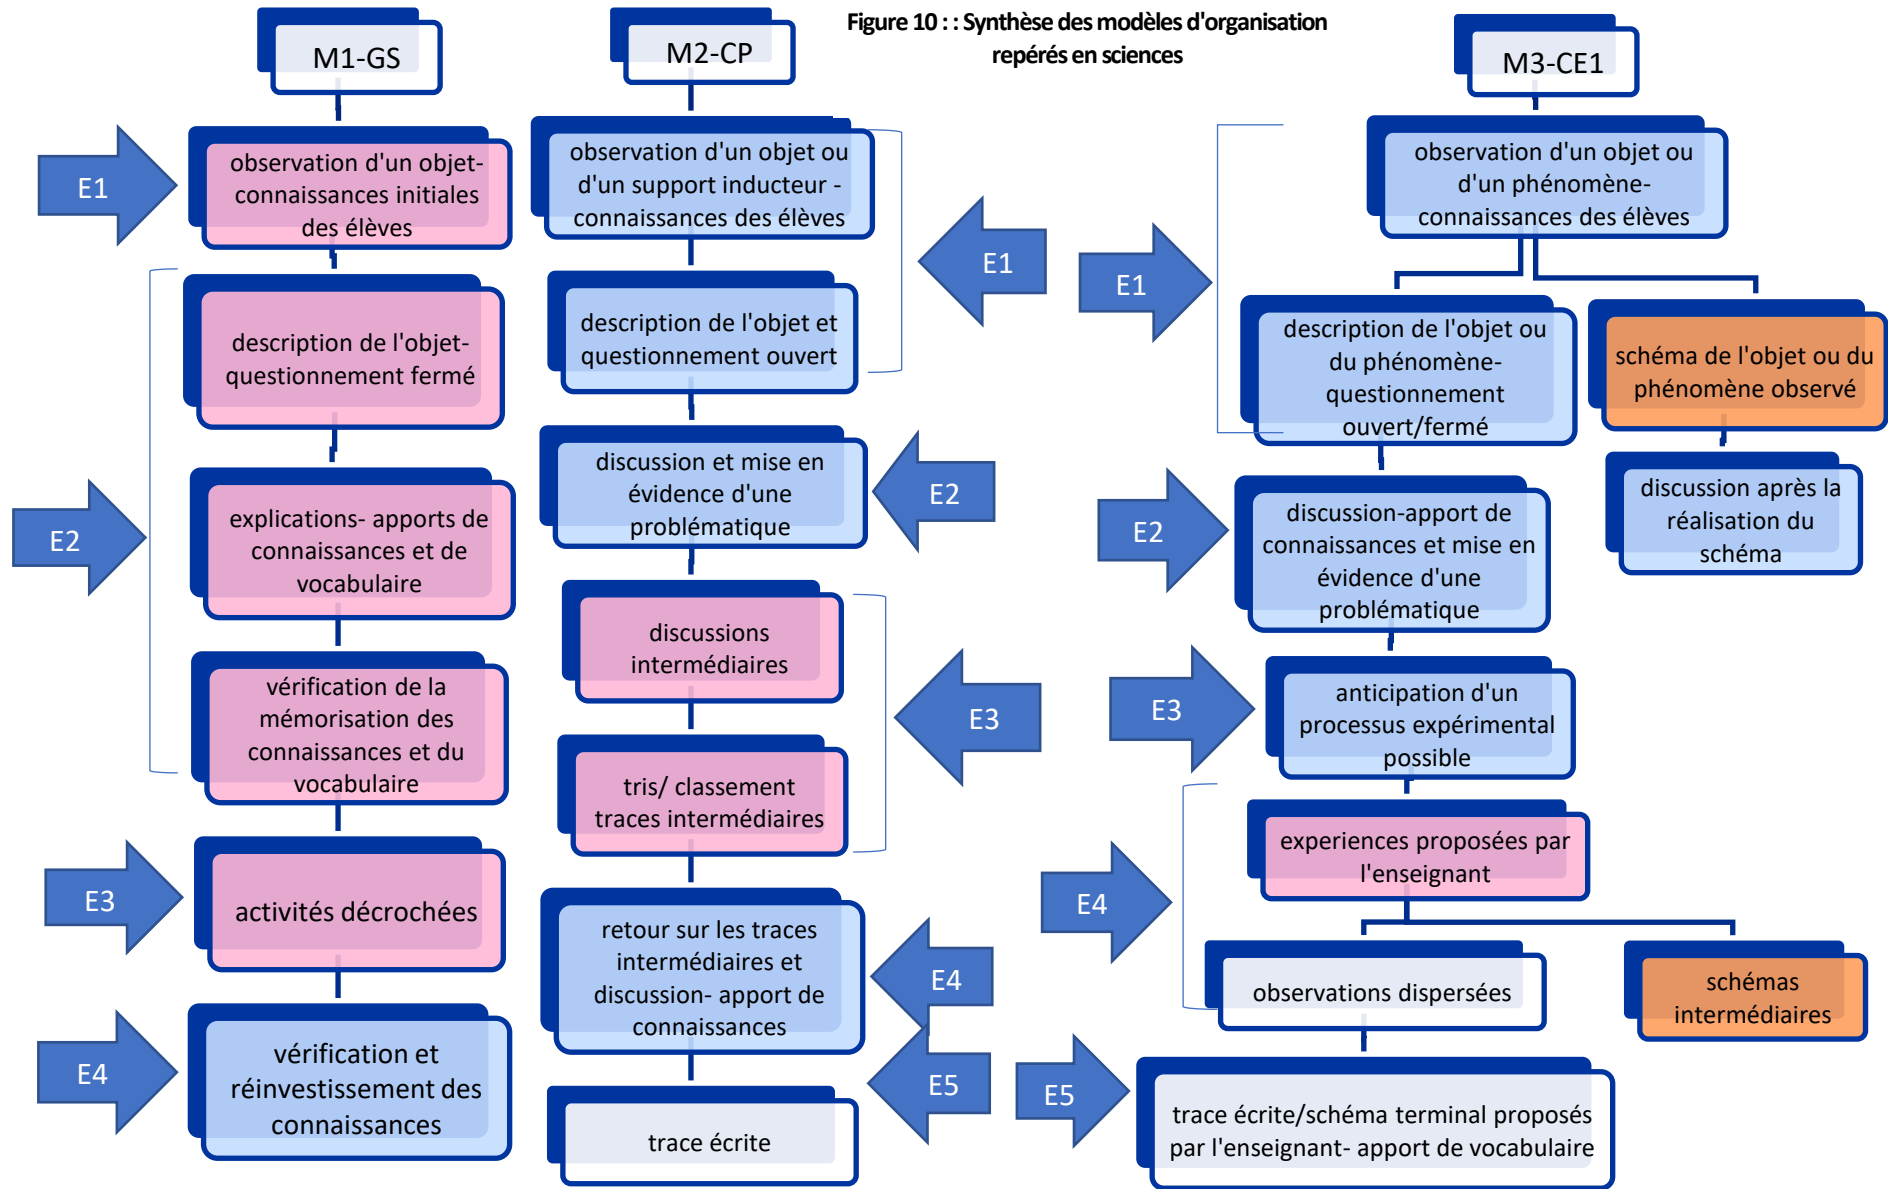 Figure 10 : : Synthèse des modèles d'organisation
repérés en sciences
M1-GS
E1
observation d'un objet-
connaissances initiales
des élèves
E2
description de l'objet-
questionnement fermé
explications- apports de
connaissances et de
vocabulaire
vérification de la
mémorisation des
connaissances et du
vocabulaire
E3
activités décrochées
E4
vérification et
réinvestissement des
connaissances
M2-CP
observation d'un objet ou
d'un support inducteur -
connaissances des élèves
E1
description de l'objet et
questionnement ouvert
discussion et mise en
évidence d'une
problématique
E2
discussions
intermédiaires
E3
tris/ classement
traces intermédiaires
retour sur les traces
intermédiaires et
discussion- apport de
connaissances
E4
E5
trace écrite
M3-CE1
observation d'un objet ou
d'un phénomène-
connaissances des élèves
E1
description de l'objet ou
du phénomène-
questionnement
ouvert/fermé
schéma de l'objet ou du
phénomène observé
discussion après la
réalisation du
schéma
E2
discussion-apport de
connaissances et mise en
évidence d'une
problématique
E3
anticipation d'un
processus expérimental
possible
E4
experiences proposées par
l'enseignant
observations dispersées
schémas
intermédiaires
E5
trace écrite/schéma terminal proposés
par l'enseignant- apport de vocabulaire